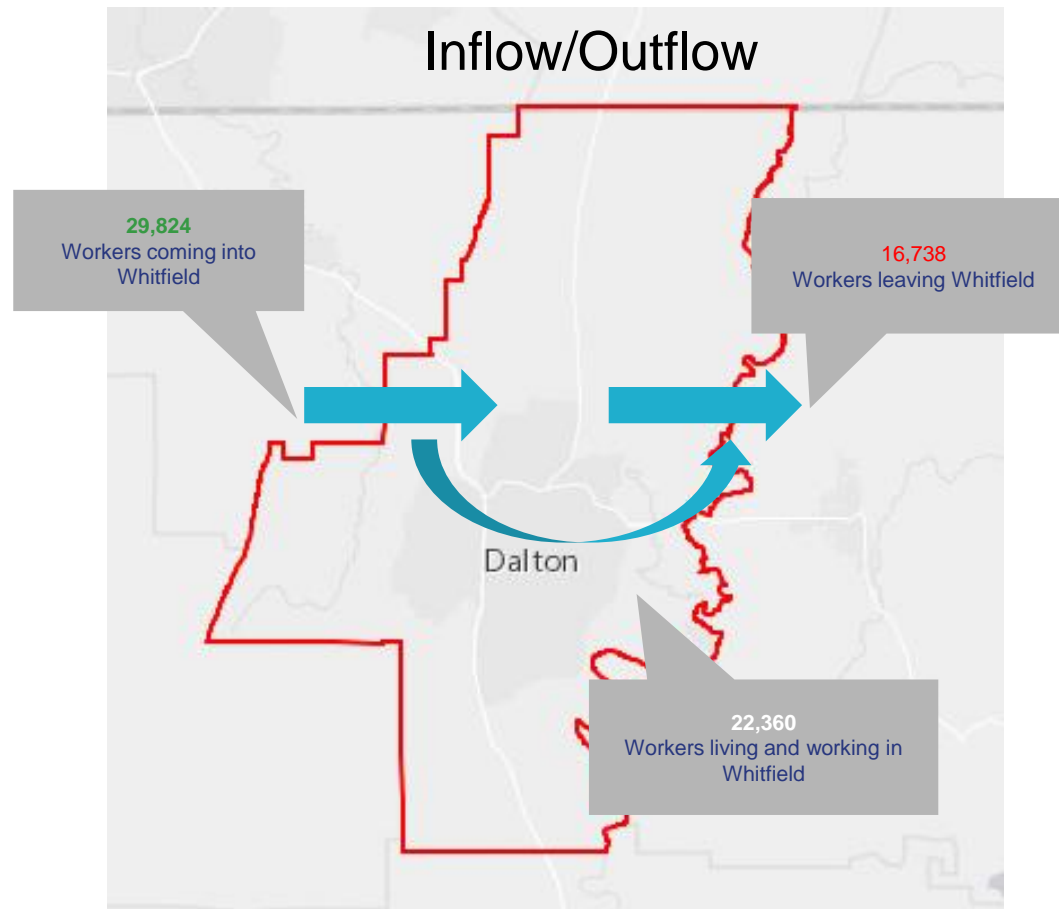 Inflow/Outflow
29,824
Workers coming into
Whitfield
16,738
Workers leaving Whitfield
Dalton
22,360
Workers living and working in
Whitfield